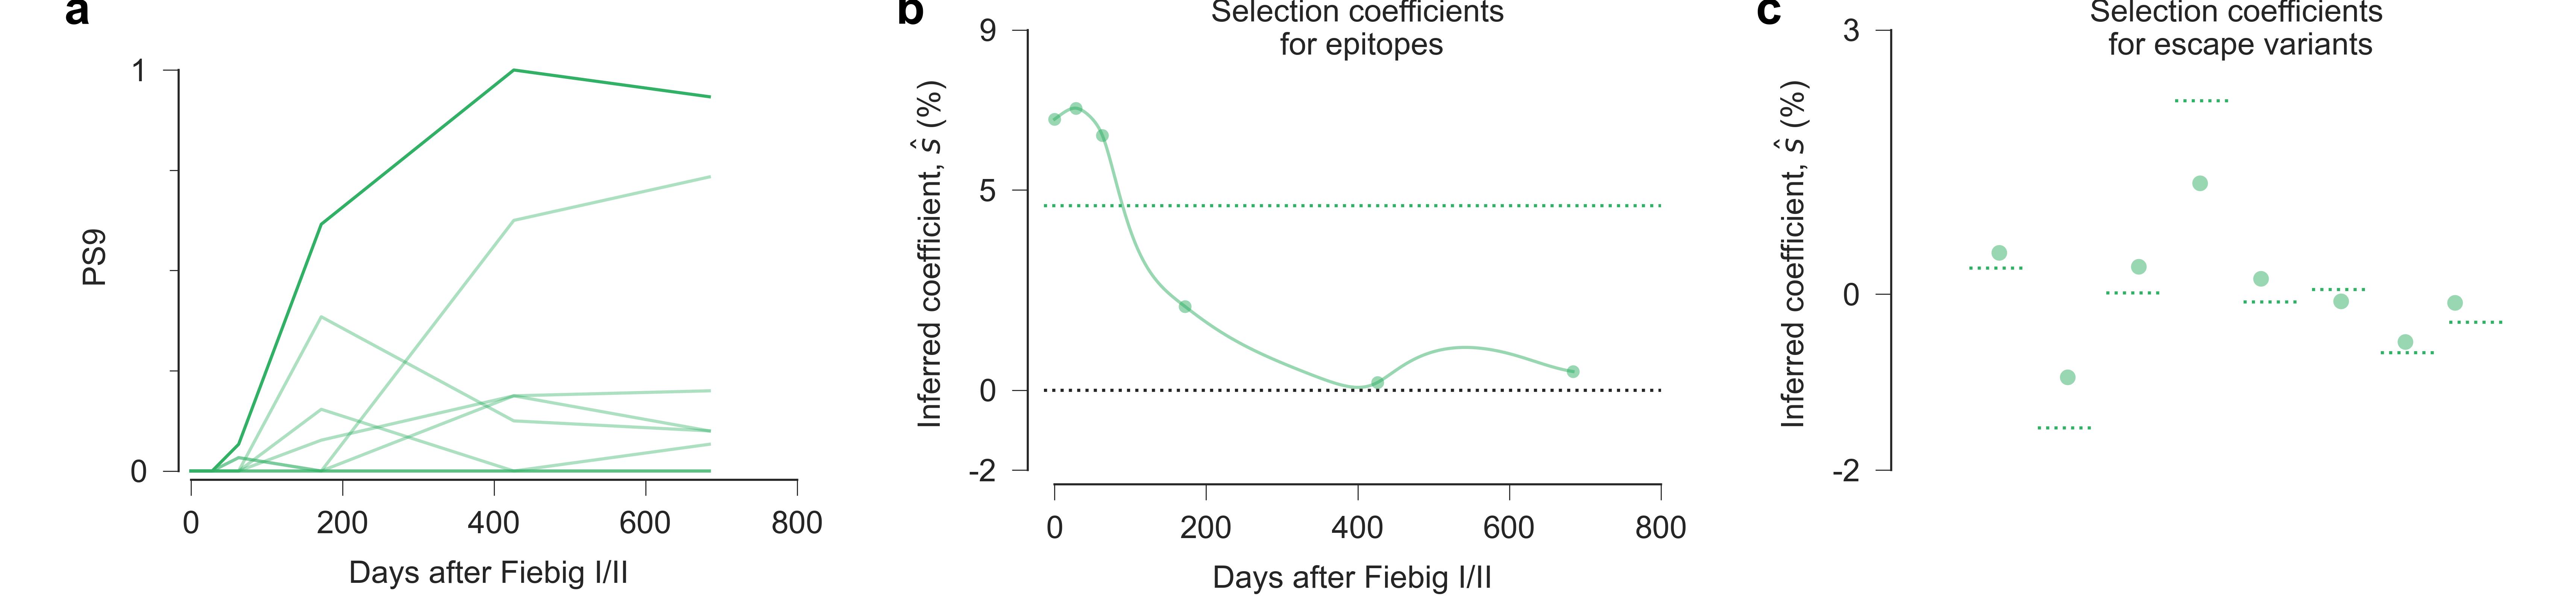 a
1
PS9
0
0 200 400 600 800
Days after Fiebig I/II
b
Selection coefficients
for epitopes
9
5
0
-2
Inferred coefficient, ŝ (%)
0 200 400 600 800
Days after Fiebig I/II
c
Selection coefficients
for escape variants
3
0
-2
Inferred coefficient, ŝ (%)